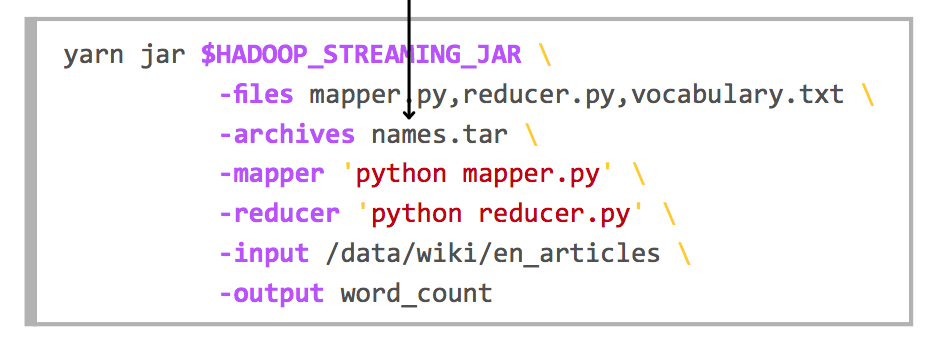 yarn jar $HADOOP_STREAMING_JAR \
-files mapper.py,reducer.py,vocabulary.txt \
-archives names.tar \
-mapper 'python mapper.py' \
-reducer 'python reducer.py' \
-input /data/wiki/en_articles \
-output word_count